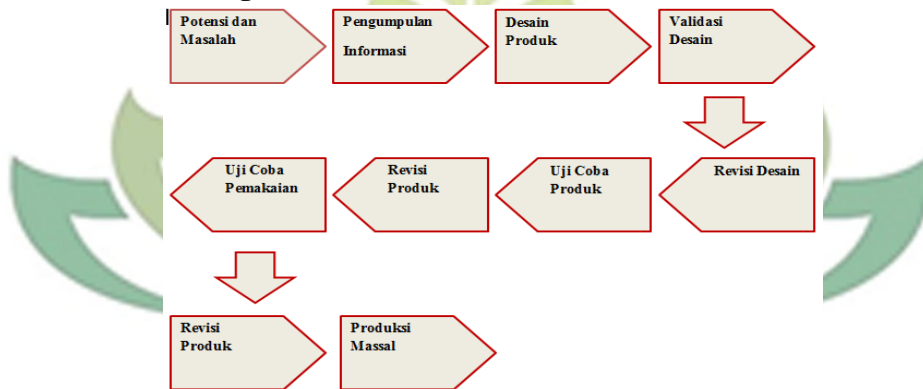 Potensi dan
Masalah
Pengumpulan
Informasi
Desain
Produk
Validasi
Desain
Revisi Desain
Uji Coba
Produk
Revisi
Produk
Uji Coba
Pemakaian
Revisi
Produk
Produksi
Massal